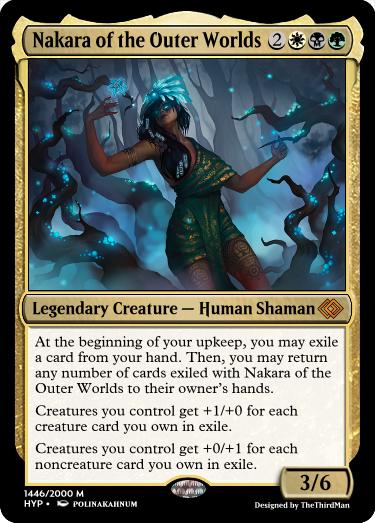 Nakara of the Outer Worlds 2
Legendary Creature — Human Shaman
At the beginning of your upkeep, you may exile
a card from your hand. Then, you may return
any number of cards exiled with Nakara of the
Outer Worlds to their owner's hands.
Creatures you control get +1/+0 for each
creature card you own in exile.
Creatures you control get +0/+1 for each
noncreature card you own in exile.
3/6
1446/2000 M
HYP • POLINAKAHNUM
Designed by TheThirdMan